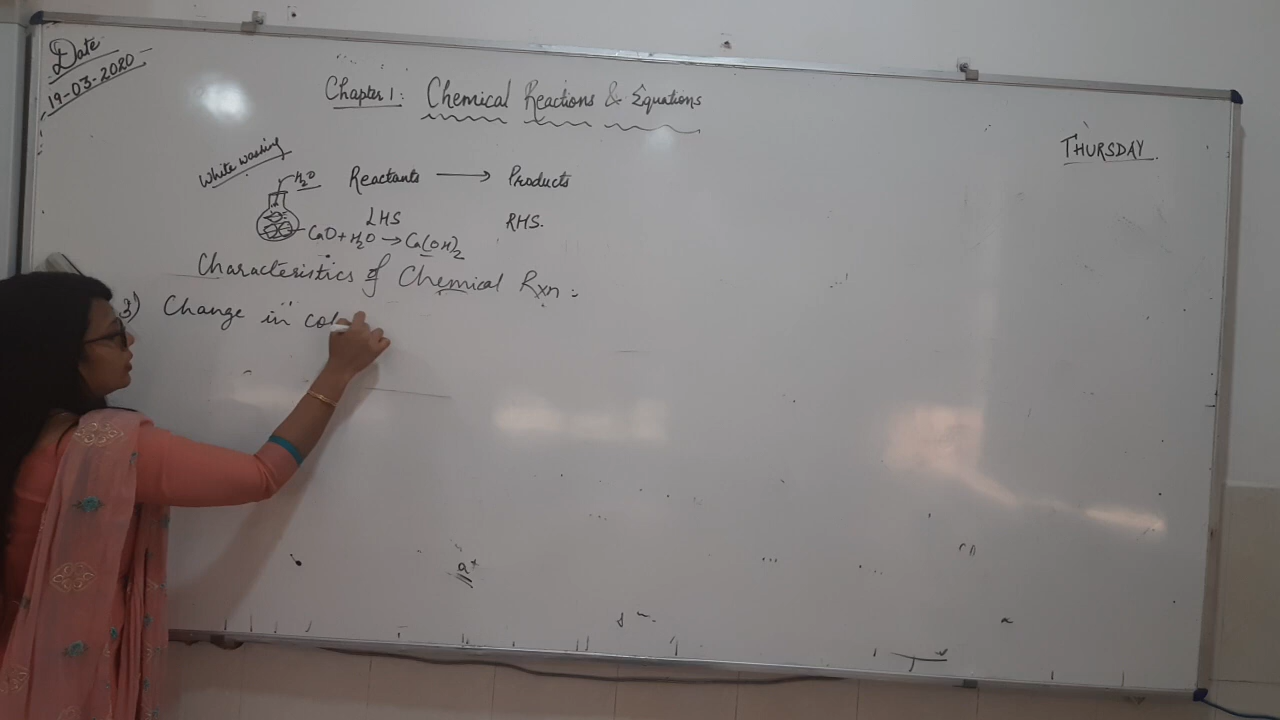 Date
19-03-2020
Chapter 1: Chemical Reactions & Equations
THURSDAY.
White washing
H₂O
Reactants ⟶ Products
LHS RHS.
CaO + H₂O → Ca(OH)₂
Characteristics of Chemical Rxn :
3) Change in col
a+